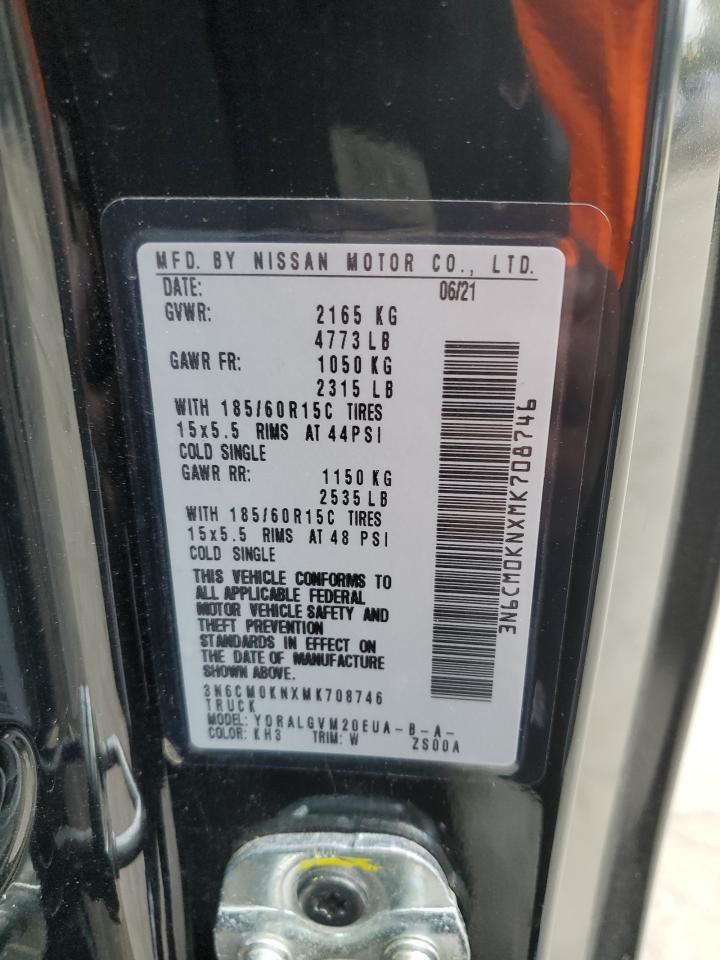 MFD. BY NISSAN MOTOR CO., LTD.
DATE: 06/21
GVWR: 2165 KG
4773 LB
GAWR FR: 1050 KG
2315 LB
WITH 185/60R15C TIRES
15x5.5 RIMS AT 44PSI
COLD SINGLE
GAWR RR: 1150 KG
2535 LB
WITH 185/60R15C TIRES
15x5.5 RIMS AT 48 PSI
COLD SINGLE
THIS VEHICLE CONFORMS TO
ALL APPLICABLE FEDERAL
MOTOR VEHICLE SAFETY AND
THEFT PREVENTION
STANDARDS IN EFFECT ON
THE DATE OF MANUFACTURE
SHOWN ABOVE.
3N6CM0KNXMK708746
TRUCK
MODEL: YDRALGVM20EUA-B-A-
COLOR: KH3 TRIM: W ZS00A
3N6CM0KNXMK708746